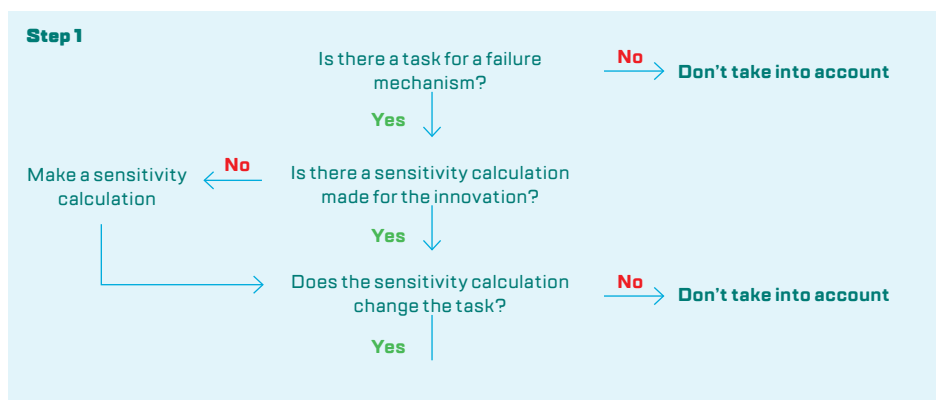 Step 1
Is there a task for a failure
mechanism?
No
Don't take into account
Yes
Is there a sensitivity calculation
made for the innovation?
No
Make a sensitivity
calculation
Yes
Does the sensitivity calculation
change the task?
No
Don't take into account
Yes